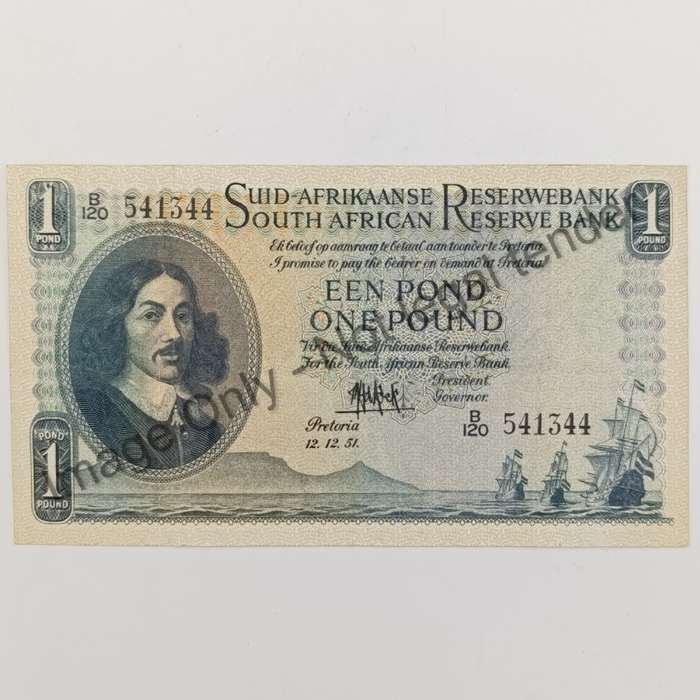 1
POND
B/120 541344
SUID-AFRIKAANSE RESERWEBANK
SOUTH AFRICAN RESERVE BANK
1
POUND
Ek beloof op aanvraag te betaal aan toonder te Pretoria
I promise to pay the bearer on demand at Pretoria
EEN POND
ONE POUND
Vir die Suid-Afrikaanse Reserwebank.
For the South African Reserve Bank.
President.
Governor.
B/120 541344
Pretoria
12.12.51.
POND
1
POUND
Image Only